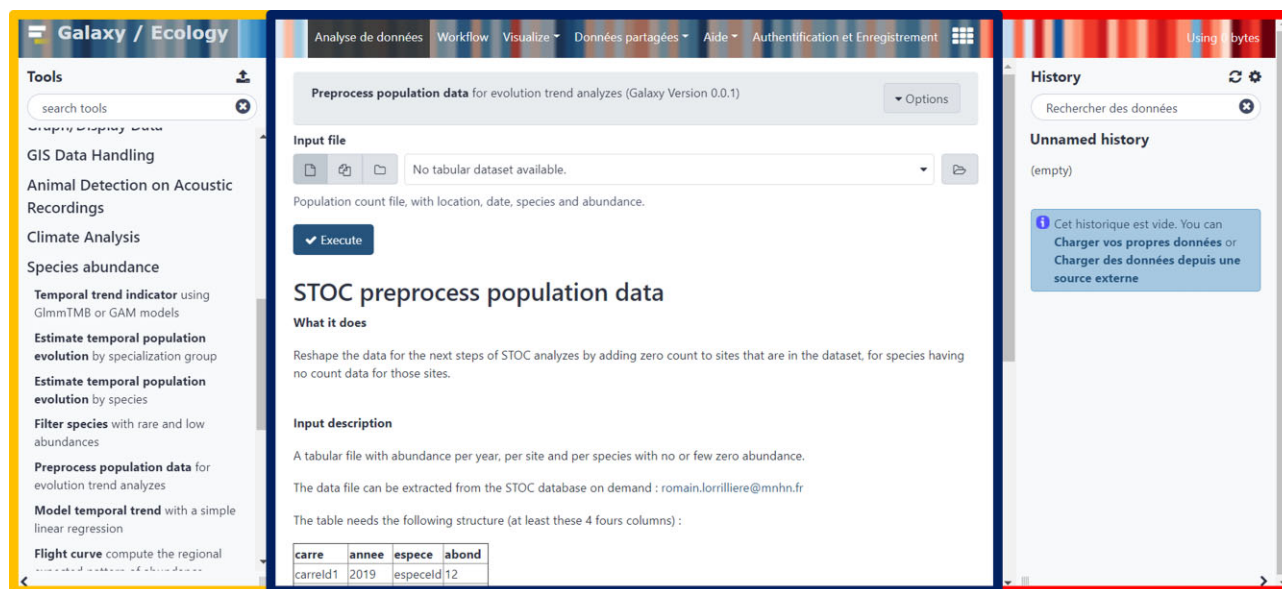 Galaxy / Ecology
Analyse de données Workflow Visualize Données partagées Aide Authentification et Enregistrement
Using 0 bytes
Tools
search tools
Graph/Display Data
GIS Data Handling
Animal Detection on Acoustic
Recordings
Climate Analysis
Species abundance
Temporal trend indicator using
GlmmTMB or GAM models
Estimate temporal population
evolution by specialization group
Estimate temporal population
evolution by species
Filter species with rare and low
abundances
Preprocess population data for
evolution trend analyzes
Model temporal trend with a simple
linear regression
Flight curve compute the regional
expected pattern of abundance
Preprocess population data for evolution trend analyzes (Galaxy Version 0.0.1)
Options
Input file
No tabular dataset available.
Population count file, with location, date, species and abundance.
Execute
STOC preprocess population data
What it does
Reshape the data for the next steps of STOC analyzes by adding zero count to sites that are in the dataset, for species having
no count data for those sites.
Input description
A tabular file with abundance per year, per site and per species with no or few zero abundance.
The data file can be extracted from the STOC database on demand : romain.lorrilliere@mnhn.fr
The table needs the following structure (at least these 4 fours columns) :
carre annee espece abond
carreId1 2019 especeId 12
History
Rechercher des données
Unnamed history
(empty)
Cet historique est vide. You can
Charger vos propres données or
Charger des données depuis une
source externe